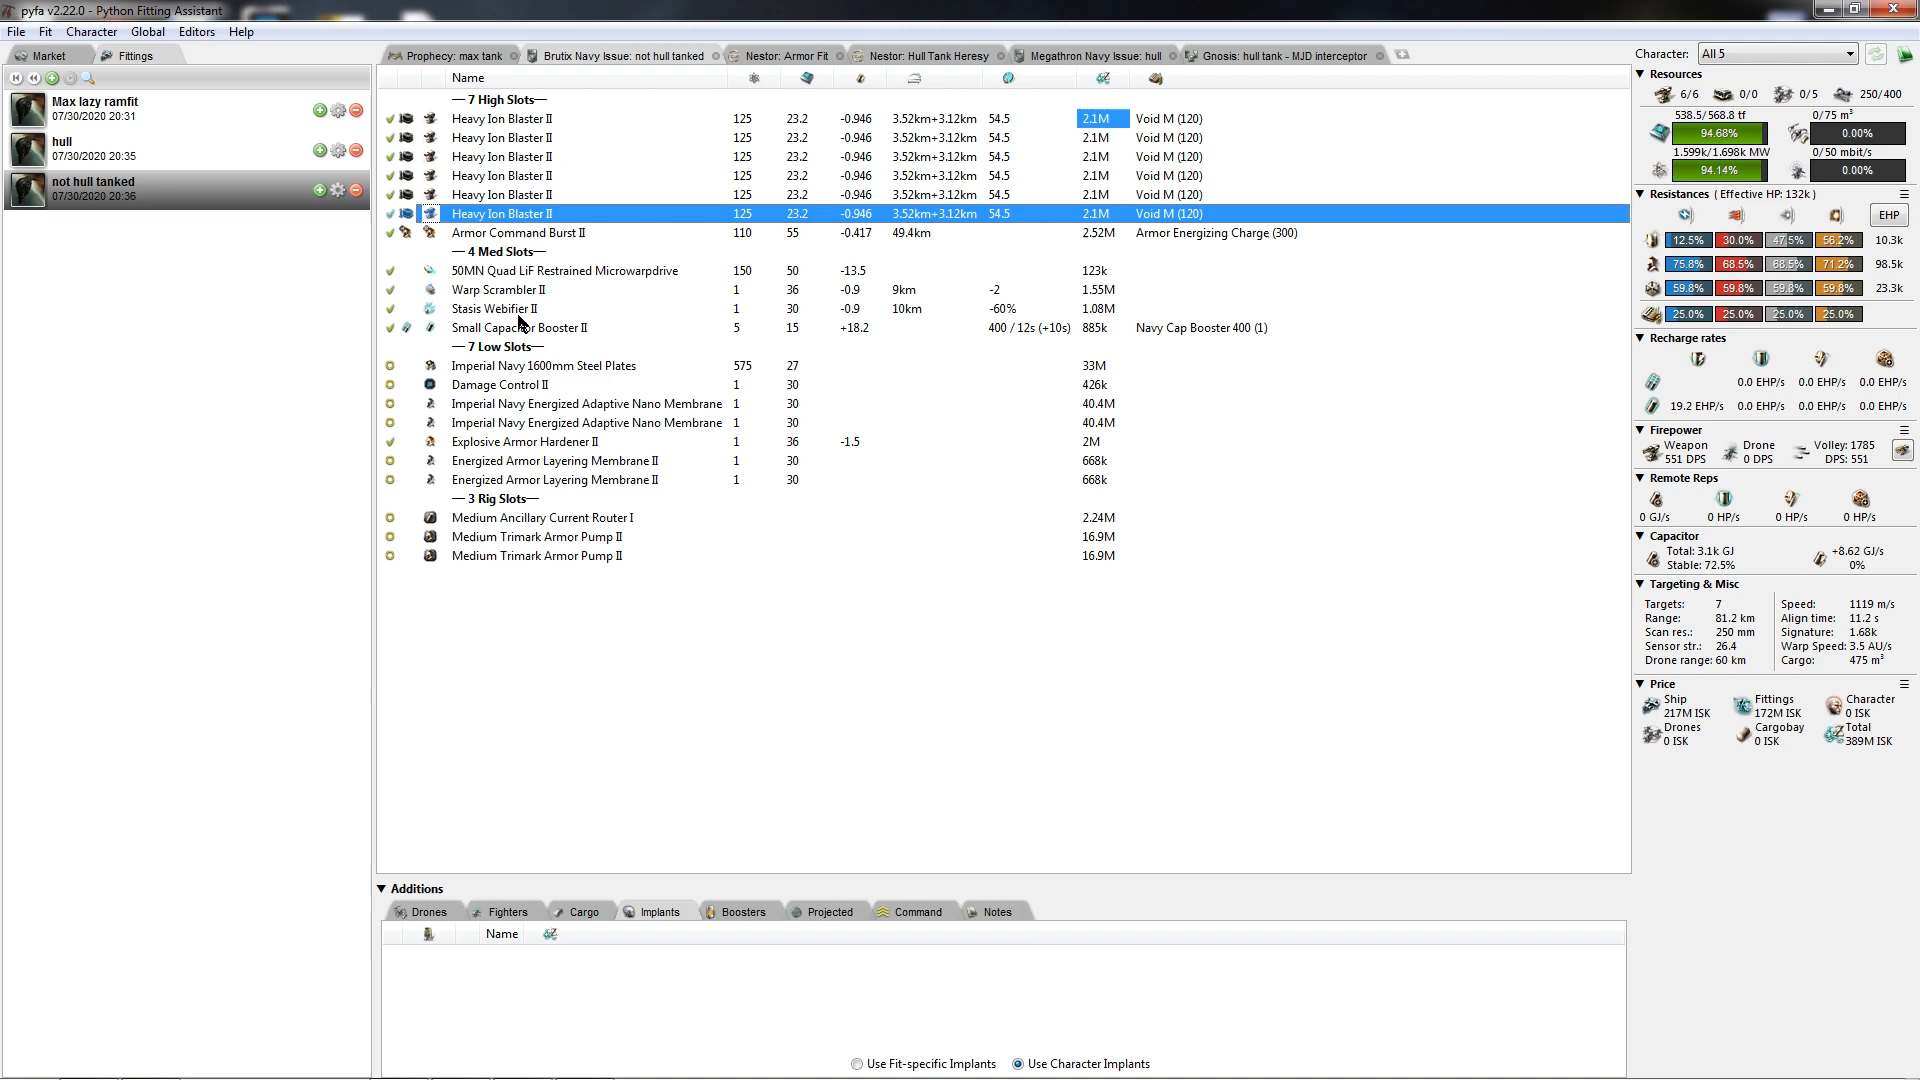 pyfa v2.22.0 - Python Fitting Assistant
File Fit Character Global Editors Help
Market Fittings
Prophecy: max tank Brutix Navy Issue: not hull tanked Nestor: Armor Fit Nestor: Hull Tank Heresy Megathron Navy Issue: hull Gnosis: hull tank - MJD interceptor
Character: All 5
Max lazy ramfit
07/30/2020 20:31
hull
07/30/2020 20:35
not hull tanked
07/30/2020 20:36
Name
— 7 High Slots—
Heavy Ion Blaster II 125 23.2 -0.946 3.52km+3.12km 54.5 2.1M Void M (120)
Heavy Ion Blaster II 125 23.2 -0.946 3.52km+3.12km 54.5 2.1M Void M (120)
Heavy Ion Blaster II 125 23.2 -0.946 3.52km+3.12km 54.5 2.1M Void M (120)
Heavy Ion Blaster II 125 23.2 -0.946 3.52km+3.12km 54.5 2.1M Void M (120)
Heavy Ion Blaster II 125 23.2 -0.946 3.52km+3.12km 54.5 2.1M Void M (120)
Heavy Ion Blaster II 125 23.2 -0.946 3.52km+3.12km 54.5 2.1M Void M (120)
Armor Command Burst II 110 55 -0.417 49.4km 2.52M Armor Energizing Charge (300)
— 4 Med Slots—
50MN Quad LiF Restrained Microwarpdrive 150 50 -13.5 123k
Warp Scrambler II 1 36 -0.9 9km -2 1.55M
Stasis Webifier II 1 30 -0.9 10km -60% 1.08M
Small Capacitor Booster II 5 15 +18.2 400 / 12s (+10s) 885k Navy Cap Booster 400 (1)
— 7 Low Slots—
Imperial Navy 1600mm Steel Plates 575 27 33M
Damage Control II 1 30 426k
Imperial Navy Energized Adaptive Nano Membrane 1 30 40.4M
Imperial Navy Energized Adaptive Nano Membrane 1 30 40.4M
Explosive Armor Hardener II 1 36 -1.5 2M
Energized Armor Layering Membrane II 1 30 668k
Energized Armor Layering Membrane II 1 30 668k
— 3 Rig Slots—
Medium Ancillary Current Router I 2.24M
Medium Trimark Armor Pump II 16.9M
Medium Trimark Armor Pump II 16.9M
Additions
Drones Fighters Cargo Implants Boosters Projected Command Notes
Name
Use Fit-specific Implants Use Character Implants
Resources
6/6 0/0 0/5 250/400
538.5/568.8 tf 0/75 m³
94.68% 0.00%
1.599k/1.698k MW 0/50 mbit/s
94.14% 0.00%
Resistances ( Effective HP: 132k )
EHP
12.5% 30.0% 47.5% 56.2% 10.3k
75.8% 68.5% 68.5% 71.2% 98.5k
59.8% 59.8% 59.8% 59.8% 23.3k
25.0% 25.0% 25.0% 25.0%
Recharge rates
0.0 EHP/s 0.0 EHP/s 0.0 EHP/s
19.2 EHP/s 0.0 EHP/s 0.0 EHP/s 0.0 EHP/s
Firepower
Weapon Drone Volley: 1785
551 DPS 0 DPS DPS: 551
Remote Reps
0 GJ/s 0 HP/s 0 HP/s 0 HP/s
Capacitor
Total: 3.1k GJ +8.62 GJ/s
Stable: 72.5% 0%
Targeting & Misc
Targets: 7 Speed: 1119 m/s
Range: 81.2 km Align time: 11.2 s
Scan res.: 250 mm Signature: 1.68k
Sensor str.: 26.4 Warp Speed: 3.5 AU/s
Drone range: 60 km Cargo: 475 m³
Price
Ship Fittings Character
217M ISK 172M ISK 0 ISK
Drones Cargobay Total
0 ISK 0 ISK 389M ISK